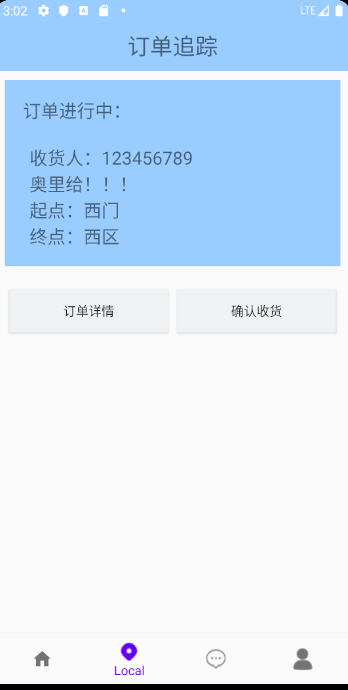 3:02
LTE
订单追踪
订单进行中：
收货人：123456789
奥里给！！！
起点：西门
终点：西区
订单详情
确认收货
Local